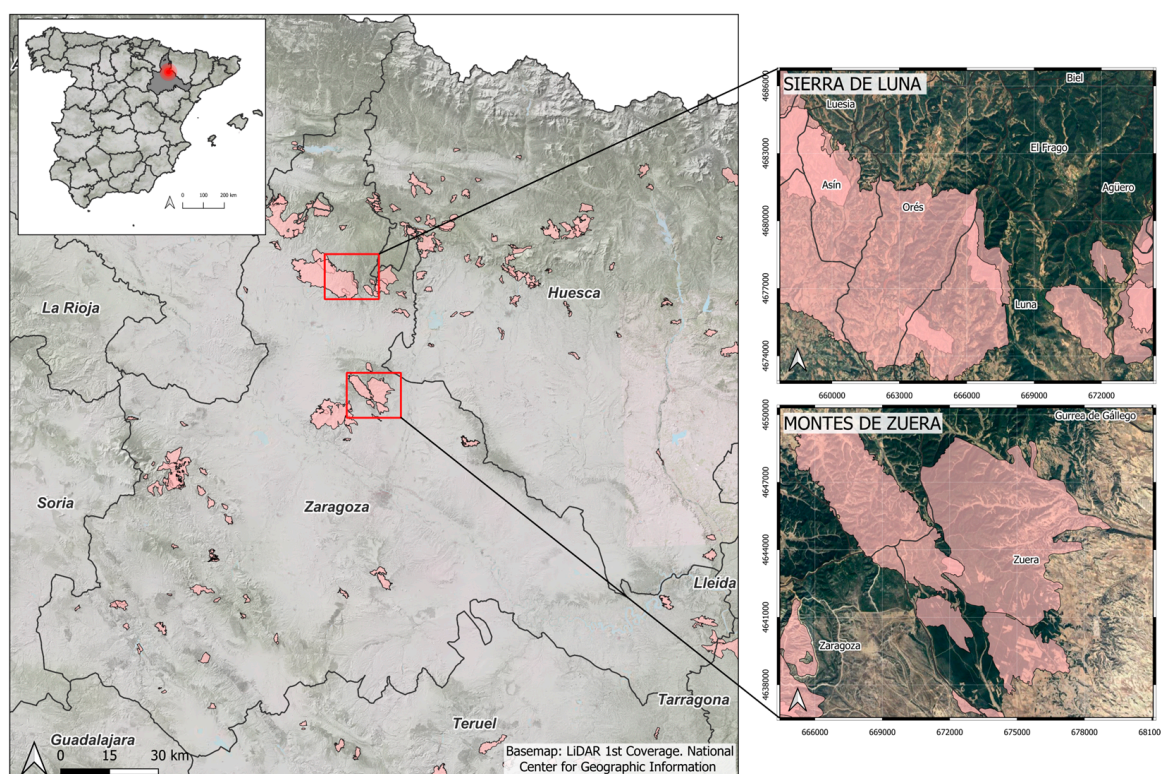 0 100 200 km
La Rioja
Huesca
Soria
Zaragoza
Lleida
Tarragona
Teruel
Guadalajara
0 15 30 km
Basemap: LiDAR 1st Coverage. National
Center for Geographic Information
SIERRA DE LUNA
Biel
Luesia
El Frago
Asín
Agüero
Orés
Luna
4686000
4683000
4680000
4677000
4674000
660000 663000 666000 669000 672000
MONTES DE ZUERA
Gurrea de Gállego
Zuera
Zaragoza
4650000
4647000
4644000
4641000
4638000
666000 669000 672000 675000 678000 68100